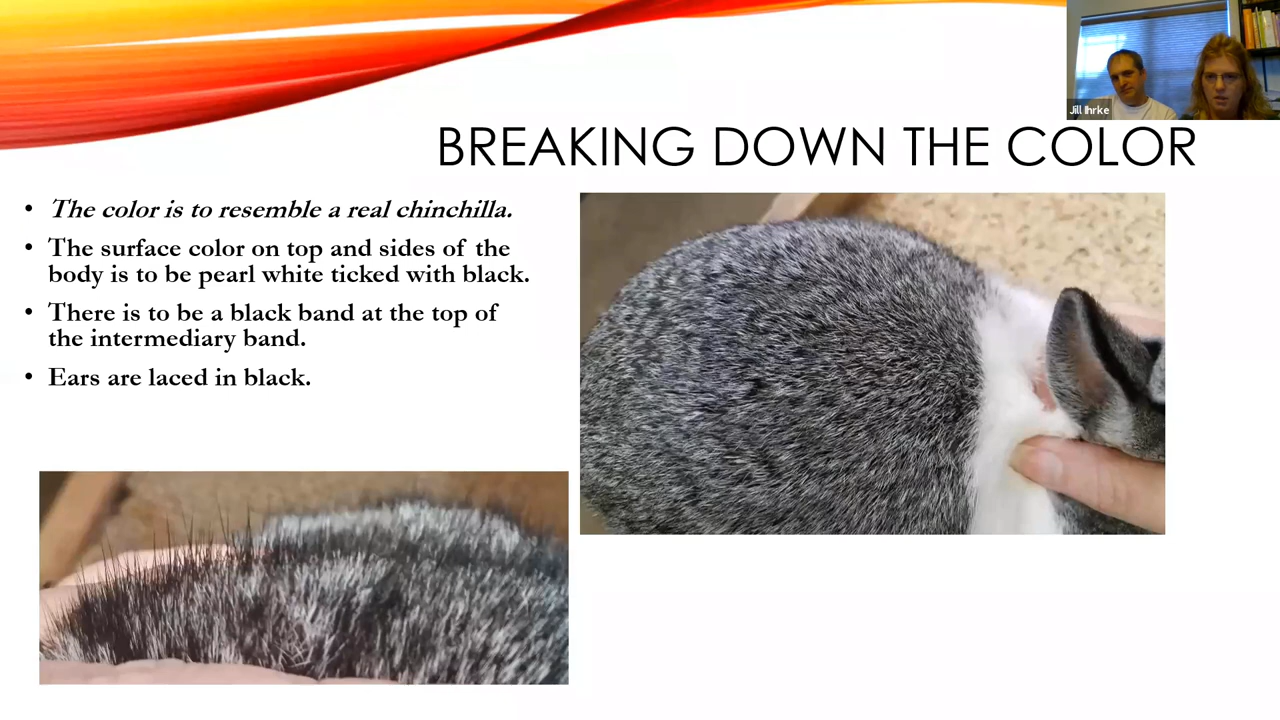 Jill Ihrke
BREAKING DOWN THE COLOR
• The color is to resemble a real chinchilla.
• The surface color on top and sides of the
body is to be pearl white ticked with black.
• There is to be a black band at the top of
the intermediary band.
• Ears are laced in black.